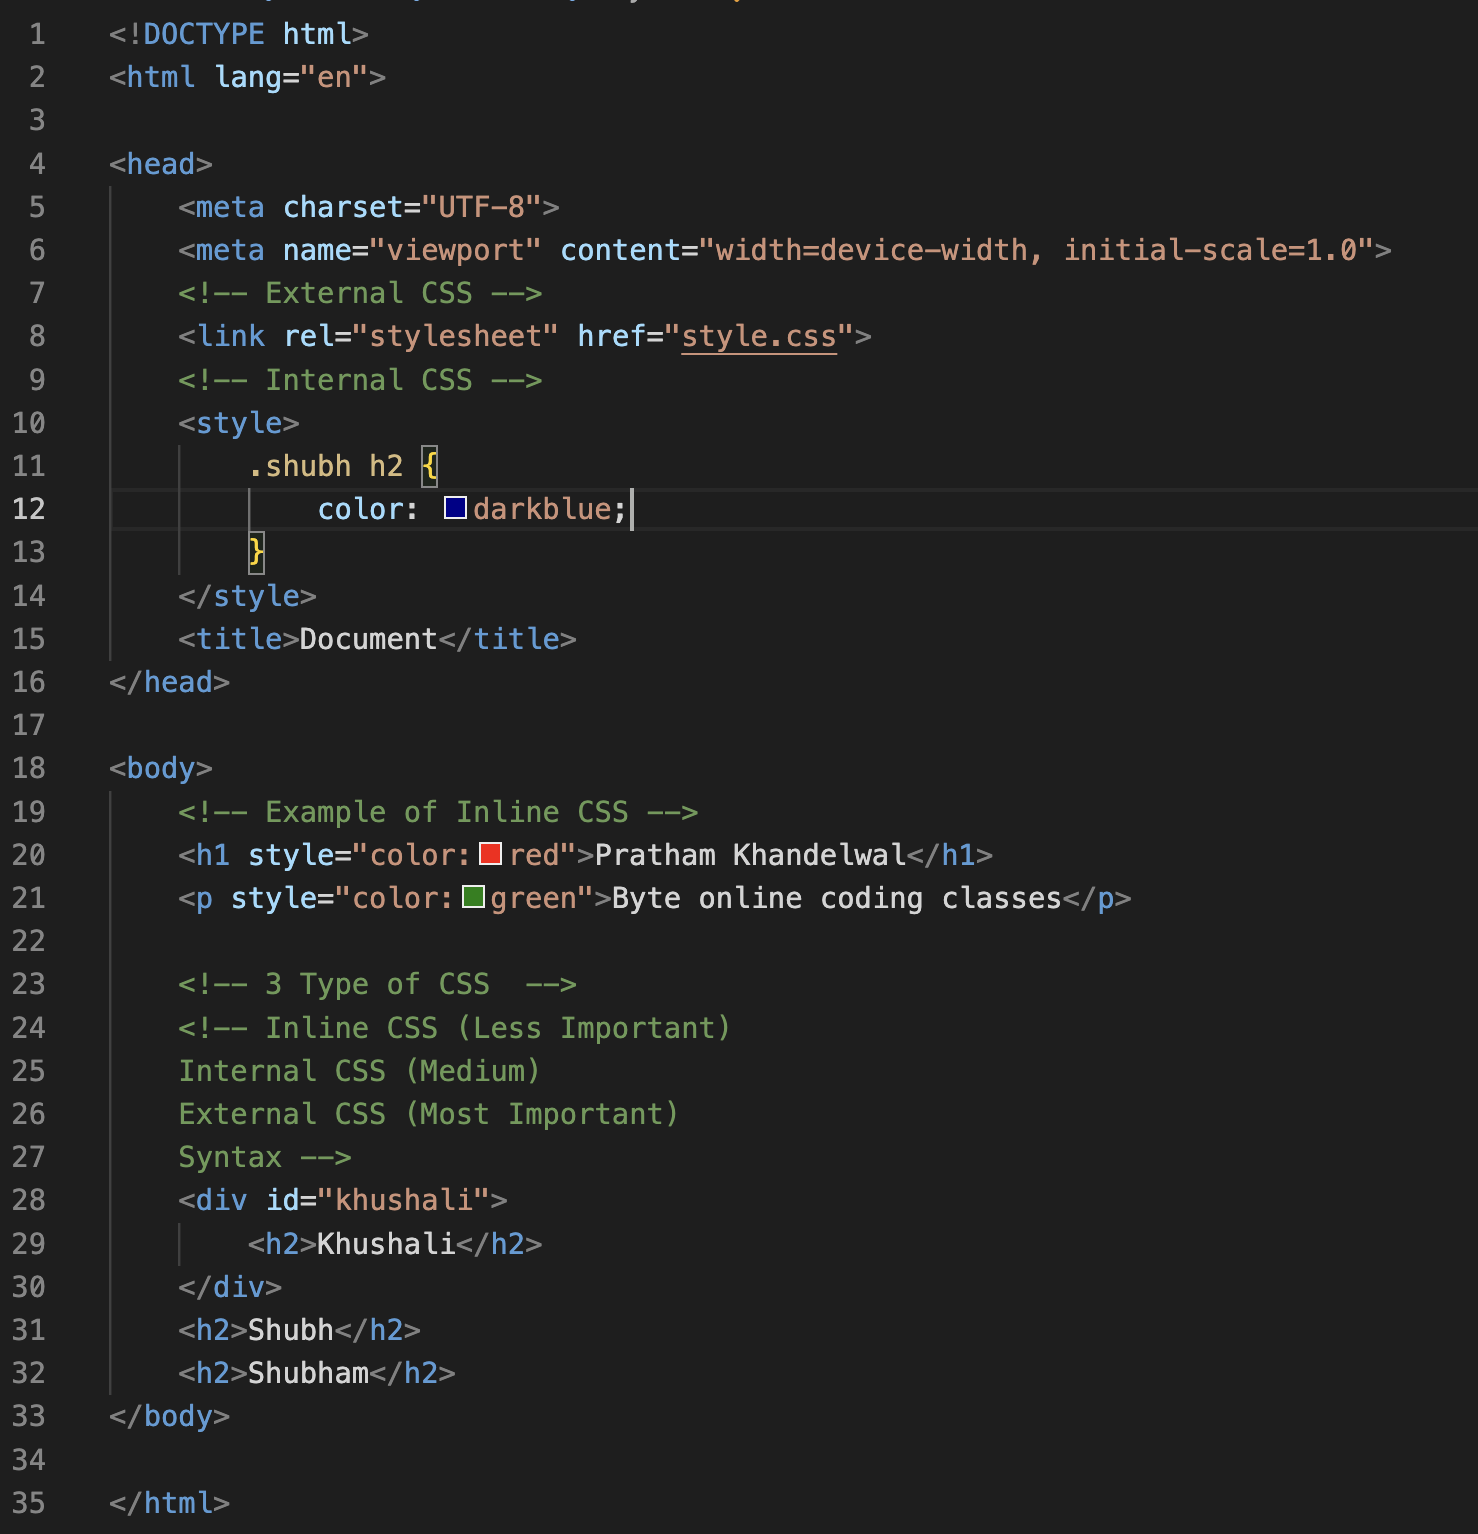 1 <!DOCTYPE html>
2 <html lang="en">
3
4 <head>
5     <meta charset="UTF-8">
6     <meta name="viewport" content="width=device-width, initial-scale=1.0">
7     <!-- External CSS -->
8     <link rel="stylesheet" href="style.css">
9     <!-- Internal CSS -->
10     <style>
11         .shubh h2 {
12             color: darkblue;
13         }
14     </style>
15     <title>Document</title>
16 </head>
17
18 <body>
19     <!-- Example of Inline CSS -->
20     <h1 style="color:red">Pratham Khandelwal</h1>
21     <p style="color:green">Byte online coding classes</p>
22
23     <!-- 3 Type of CSS  -->
24     <!-- Inline CSS (Less Important)
25     Internal CSS (Medium)
26     External CSS (Most Important)
27     Syntax -->
28     <div id="khushali">
29         <h2>Khushali</h2>
30     </div>
31     <h2>Shubh</h2>
32     <h2>Shubham</h2>
33 </body>
34
35 </html>